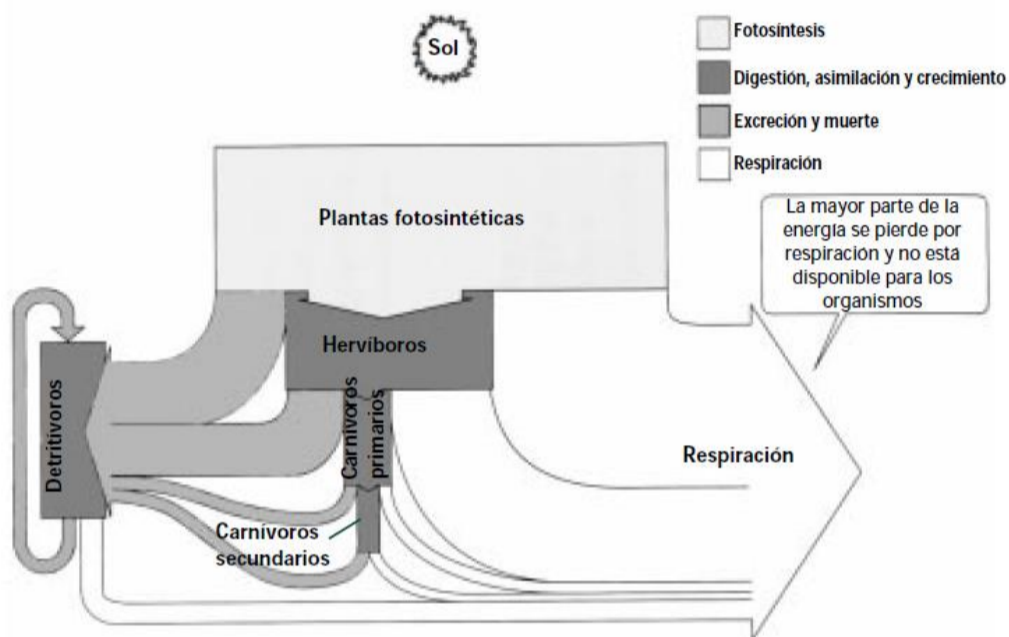 Sol
Fotosíntesis
Digestión, asimilación y crecimiento
Excreción y muerte
Respiración
La mayor parte de la
energía se pierde por
respiración y no está
disponible para los
organismos
Plantas fotosintéticas
Hervíboros
Detritívoros
Carnívoros
primarios
Respiración
Carnívoros
secundarios